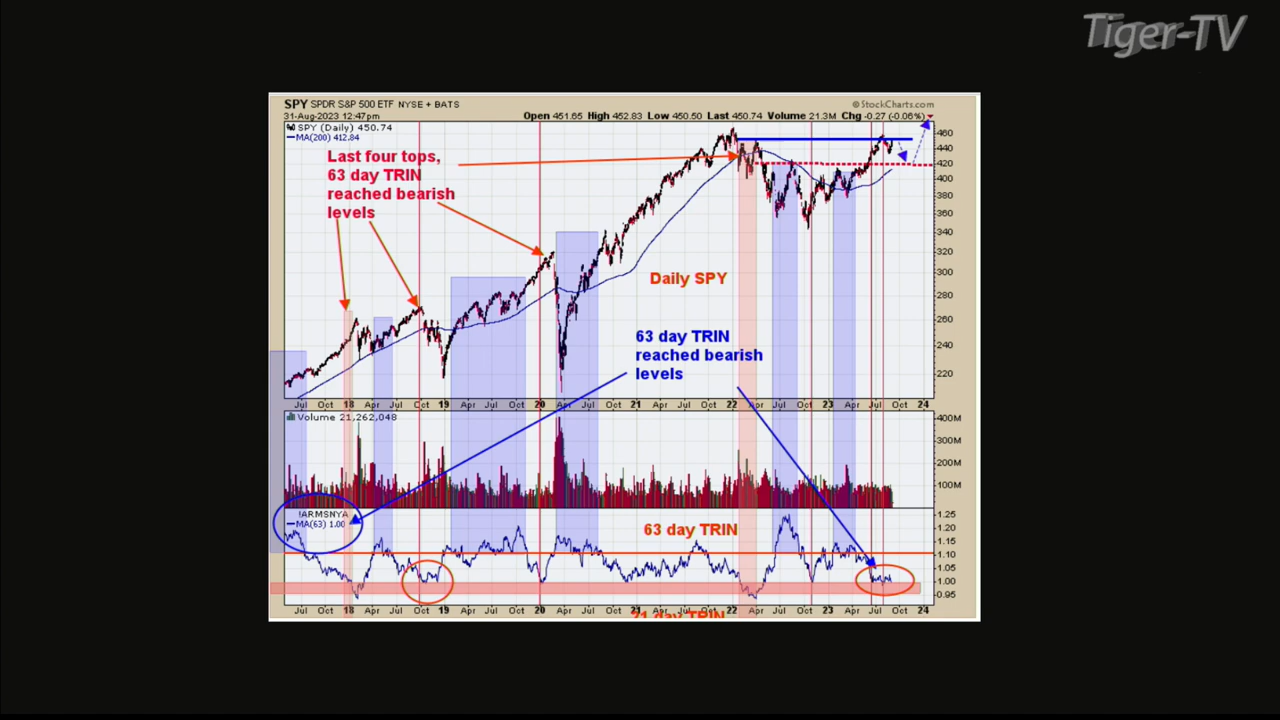 Tiger-TV
SPY SPDR S&P 500 ETF NYSE + BATS
© StockCharts.com
31-Aug-2023 12:47pm
Open 451.65 High 452.83 Low 450.50 Last 450.74 Volume 21.3M Chg -0.27 (-0.06%)
SPY (Daily) 450.74
MA(200) 412.84
Last four tops,
63 day TRIN
reached bearish
levels
460
440
420
400
380
360
340
320
300
280
260
240
220
Daily SPY
63 day TRIN
reached bearish
levels
Jul Oct 18 Apr Jul Oct 19 Apr Jul Oct 20 Apr Jul Oct 21 Apr Jul Oct 22 Apr Jul Oct 23 Apr Jul Oct 24
Volume 21,262,048
400M
300M
200M
100M
!ARMSNYA
MA(63) 1.00
63 day TRIN
1.25
1.20
1.15
1.10
1.05
1.00
0.95
Jul Oct 18 Apr Jul Oct 19 Apr Jul Oct 20 Apr Jul Oct 21 Apr Jul Oct 22 Apr Jul Oct 23 Apr Jul Oct 24
21 day TRIN